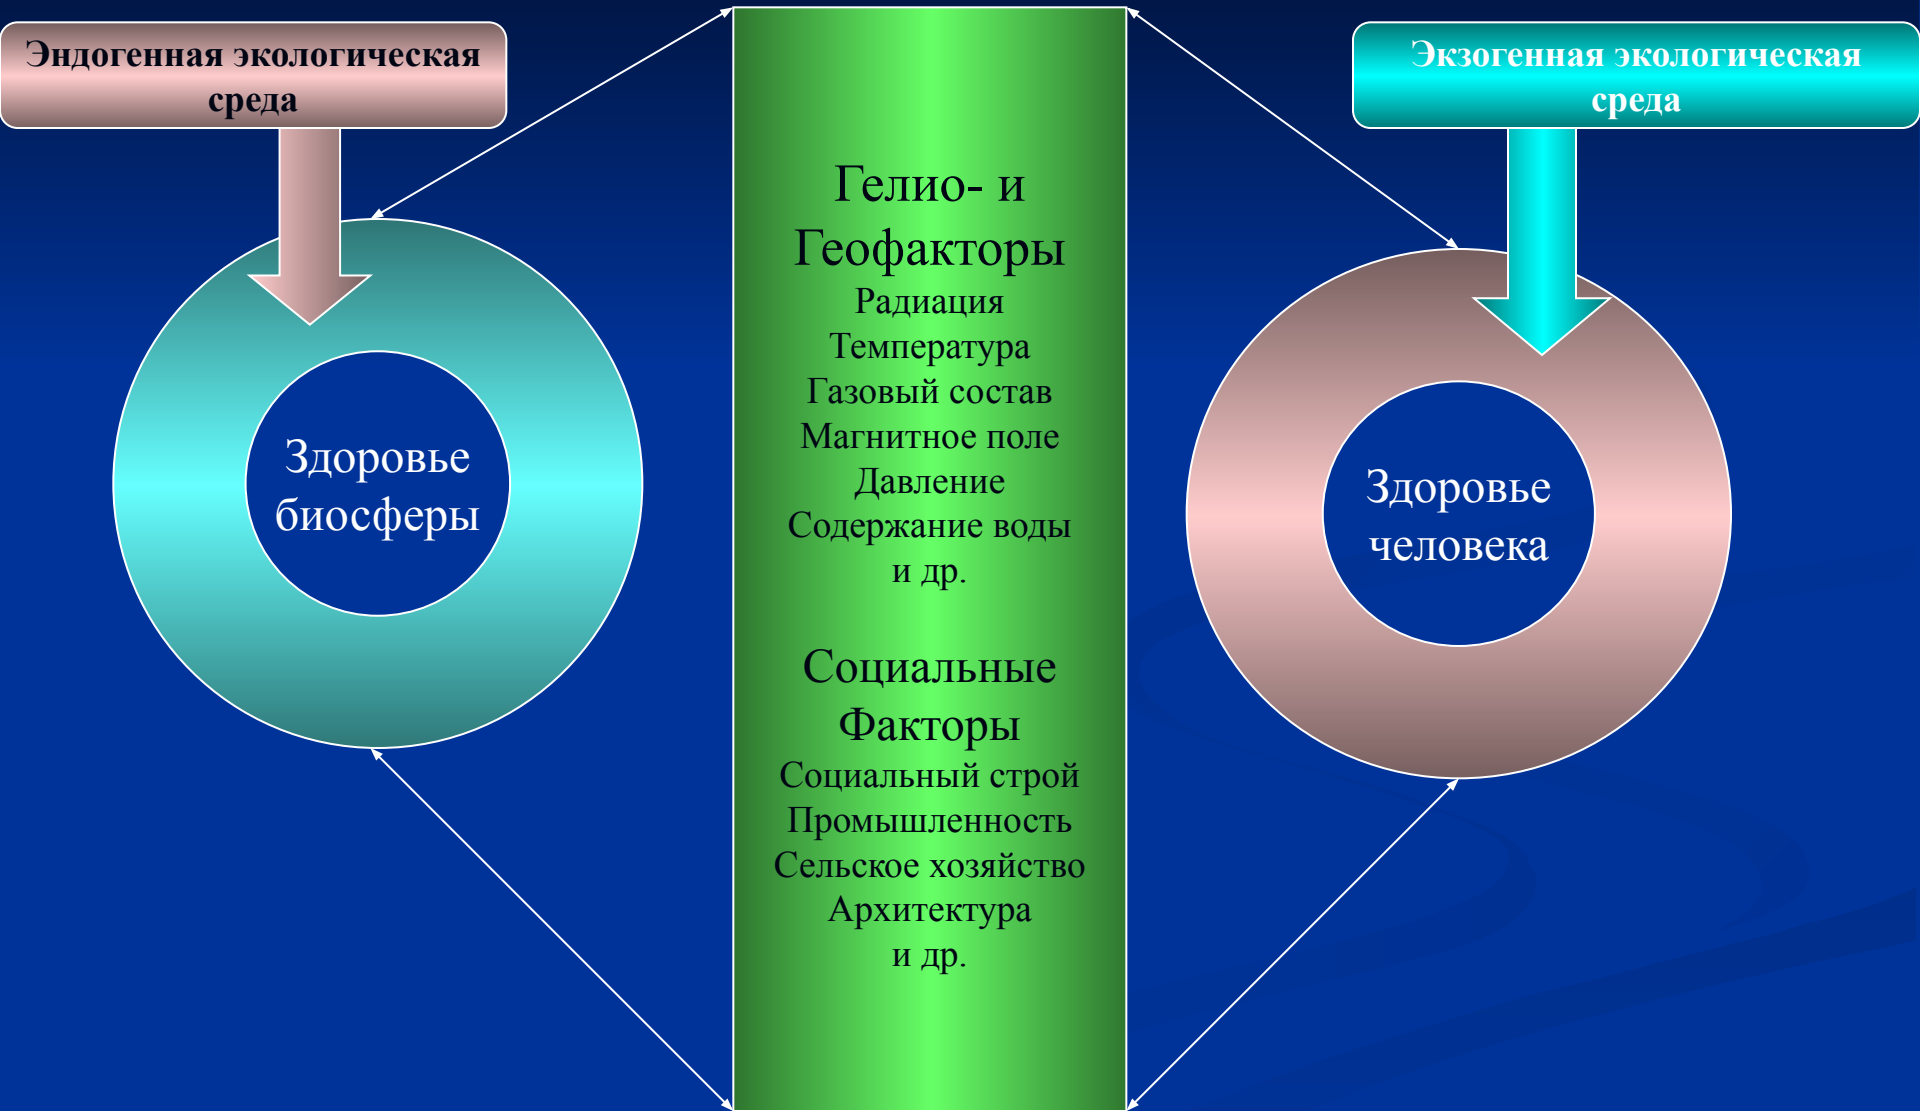 Эндогенная экологическая
среда
Здоровье
биосферы
Гелио- и
Геофакторы
Радиация
Температура
Газовый состав
Магнитное поле
Давление
Содержание воды
и др.
Социальные
Факторы
Социальный строй
Промышленность
Сельское хозяйство
Архитектура
и др.
Экзогенная экологическая
среда
Здоровье
человека